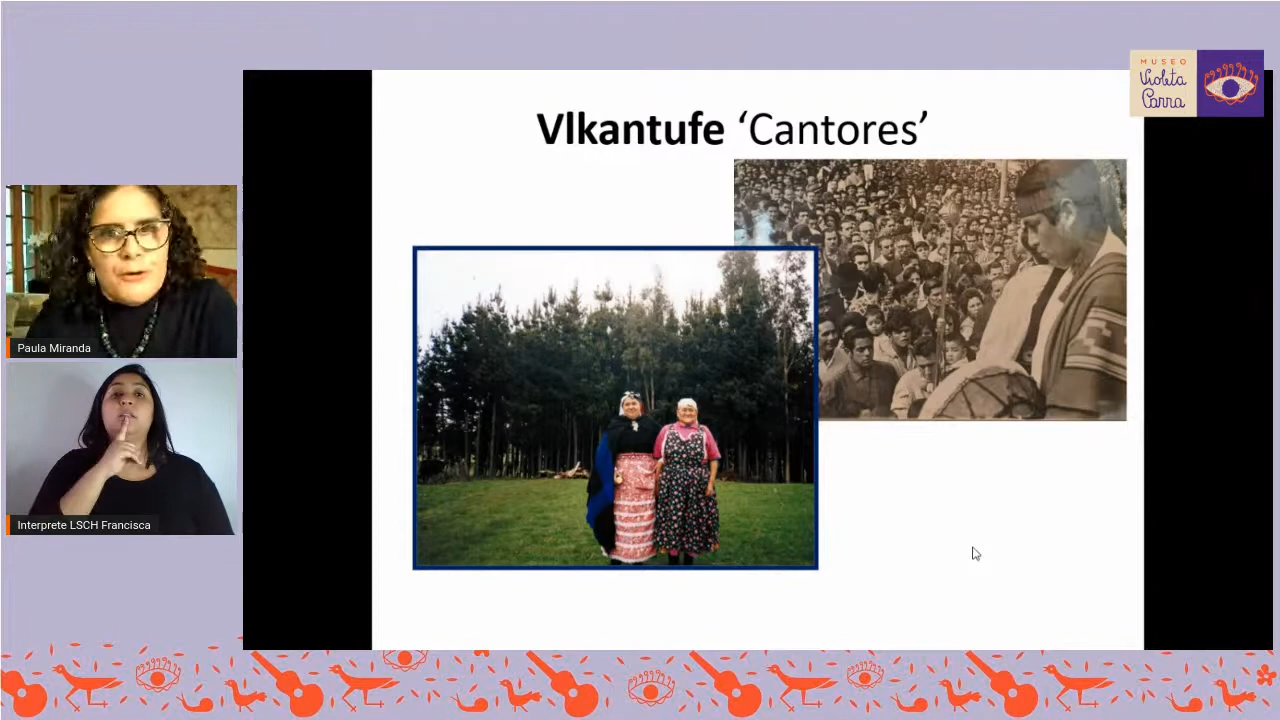 MUSEO
Violeta
Parra
Vlkantufe ‘Cantores’
Paula Miranda
Interprete LSCH Francisca